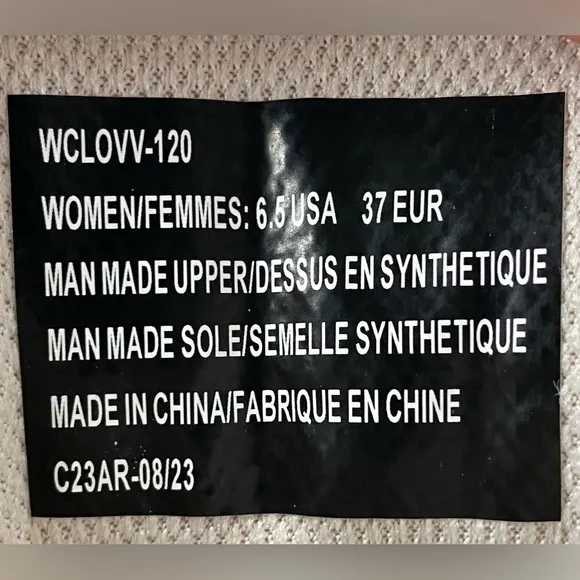 WCLOVV-120
WOMEN/FEMMES: 6.5 USA 37 EUR
MAN MADE UPPER/DESSUS EN SYNTHETIQUE
MAN MADE SOLE/SEMELLE SYNTHETIQUE
MADE IN CHINA/FABRIQUE EN CHINE
C23AR-08/23